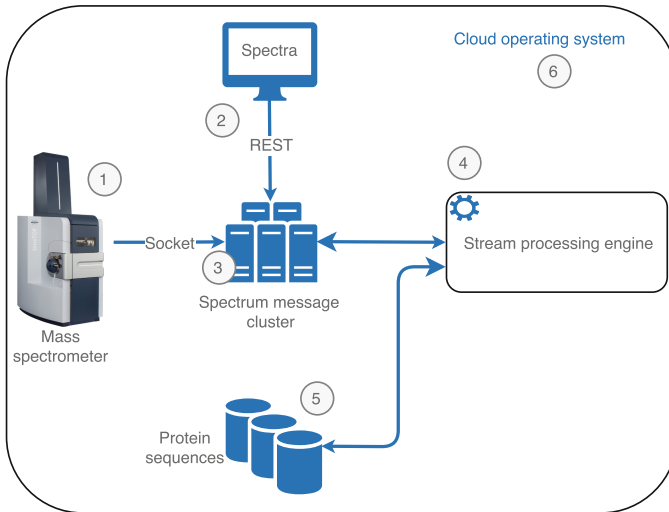 Cloud operating system
6
Spectra
2
REST
1
4
Socket
3
Stream processing engine
Spectrum message
cluster
Mass
spectrometer
5
Protein
sequences